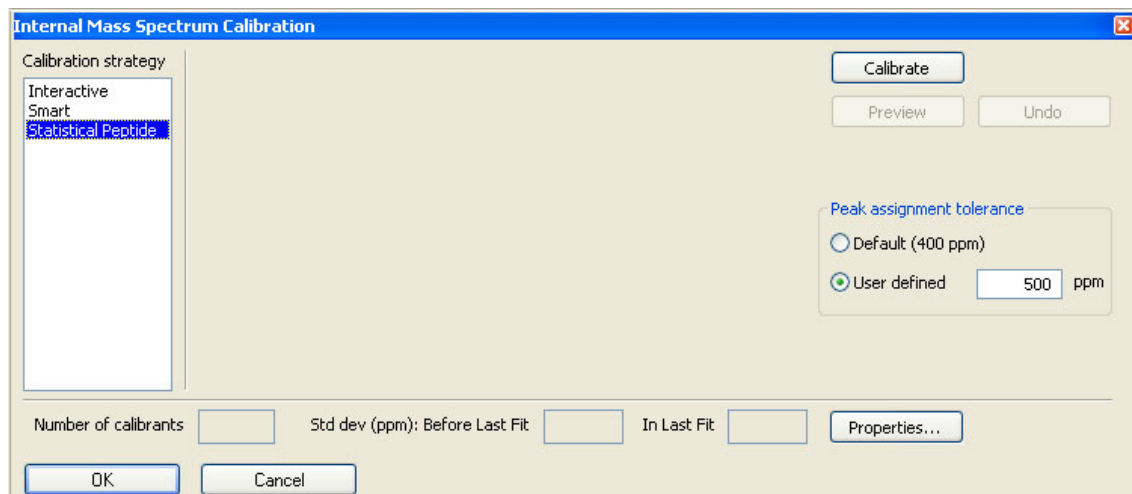 Internal Mass Spectrum Calibration
Calibration strategy
Interactive
Smart
Statistical Peptide
Calibrate
Preview Undo
Peak assignment tolerance
Default (400 ppm)
User defined 500 ppm
Number of calibrants Std dev (ppm): Before Last Fit In Last Fit Properties...
OK Cancel